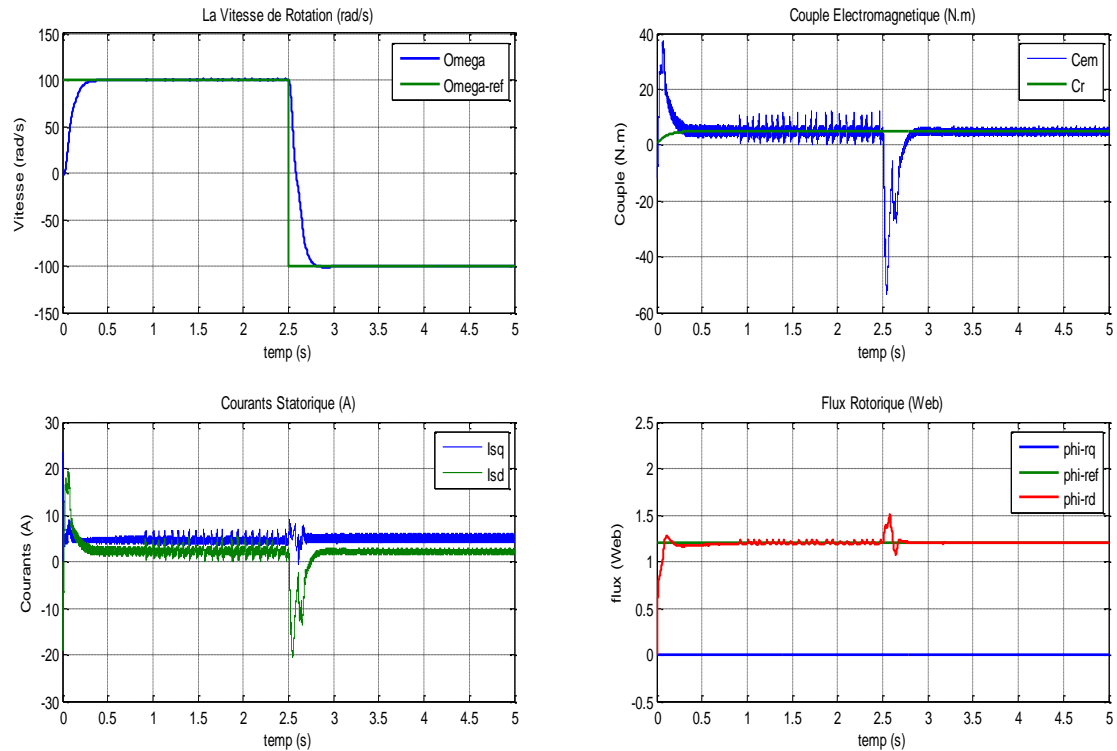 La Vitesse de Rotation (rad/s)
150
100
50
0
-50
-100
-150
Vitesse (rad/s)
Omega
Omega-ref
0 0.5 1 1.5 2 2.5 3 3.5 4 4.5 5
temp (s)
Couple Electromagnetique (N.m)
60
40
20
0
-20
-40
-60
Couple (N.m)
Cem
Cr
0 0.5 1 1.5 2 2.5 3 3.5 4 4.5 5
temp (s)
Courants Statorique (A)
30
20
10
0
-10
-20
-30
Courants (A)
Isq
Isd
0 0.5 1 1.5 2 2.5 3 3.5 4 4.5 5
temp (s)
Flux Rotorique (Web)
2.5
2
1.5
1
0.5
0
-0.5
flux (Web)
phi-rq
phi-ref
phi-rd
0 0.5 1 1.5 2 2.5 3 3.5 4 4.5 5
temp (s)